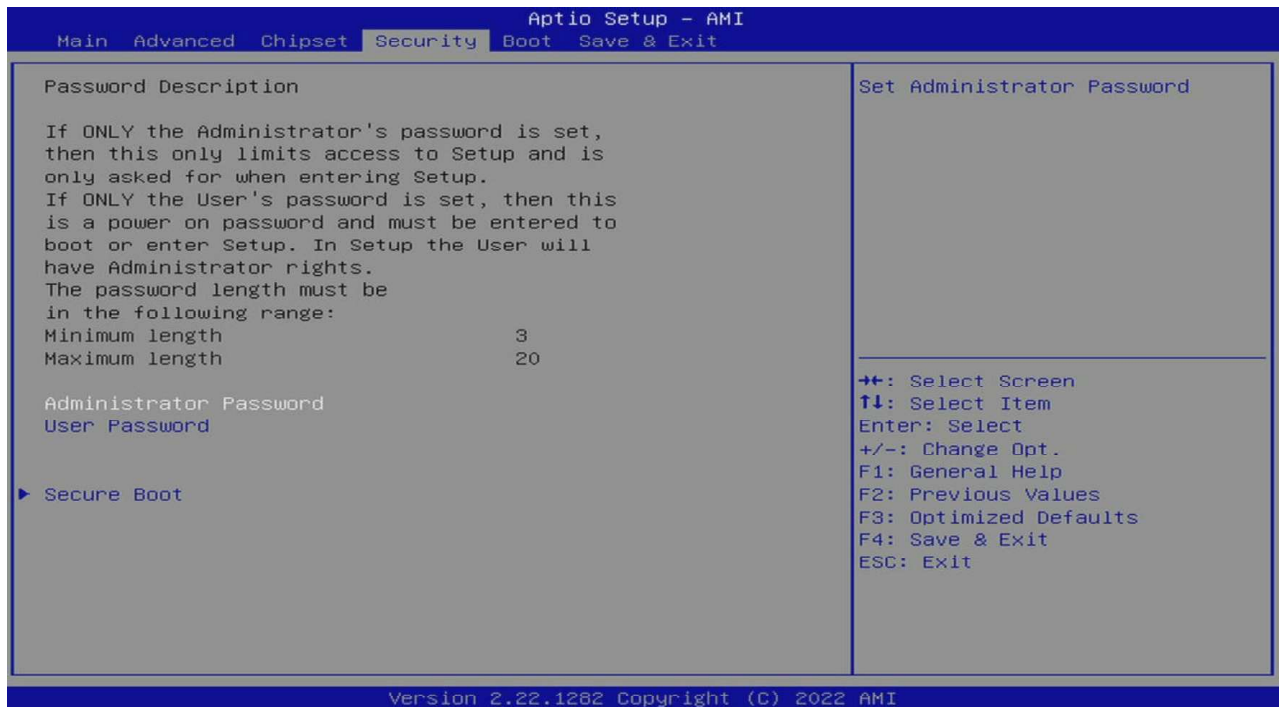 Aptio Setup – AMI
Main Advanced Chipset Security Boot Save & Exit
Password Description
If ONLY the Administrator's password is set,
then this only limits access to Setup and is
only asked for when entering Setup.
If ONLY the User's password is set, then this
is a power on password and must be entered to
boot or enter Setup. In Setup the User will
have Administrator rights.
The password length must be
in the following range:
Minimum length 3
Maximum length 20
Administrator Password
User Password
► Secure Boot
Set Administrator Password
→←: Select Screen
↑↓: Select Item
Enter: Select
+/-: Change Opt.
F1: General Help
F2: Previous Values
F3: Optimized Defaults
F4: Save & Exit
ESC: Exit
Version 2.22.1282 Copyright (C) 2022 AMI